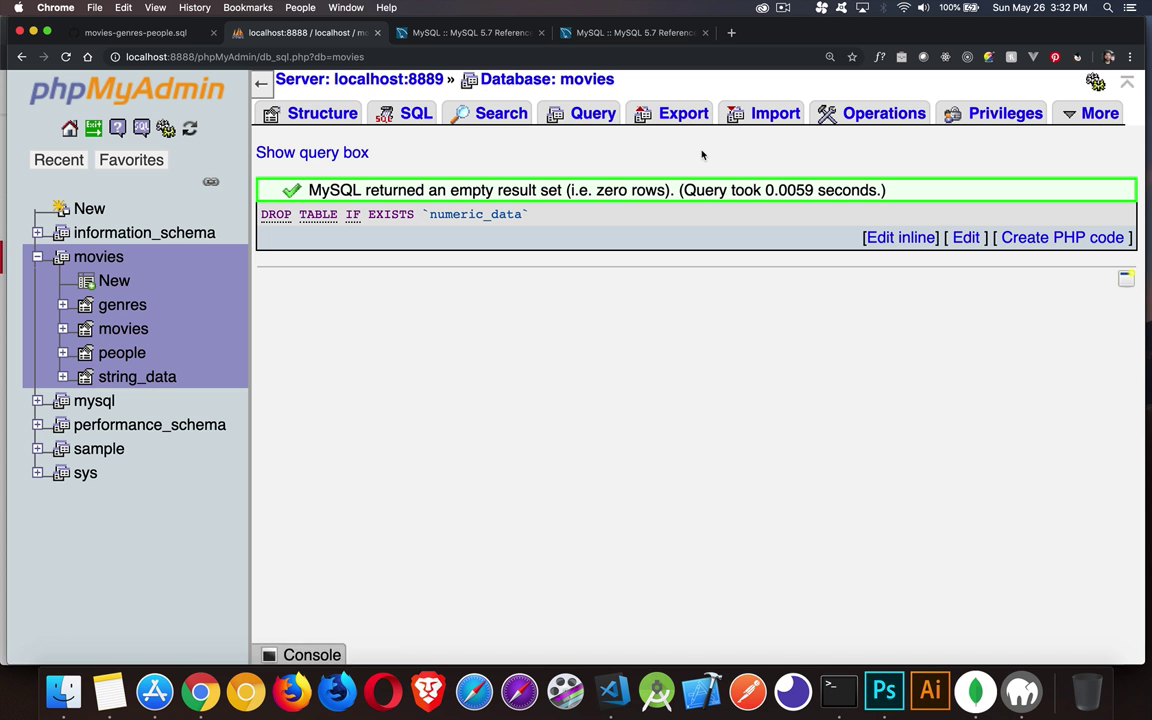 Chrome File Edit View History Bookmarks People Window Help 100% Sun May 26 3:32 PM
movies-genres-people.sql
localhost:8888 / localhost / m
MySQL :: MySQL 5.7 Referenc
MySQL :: MySQL 5.7 Referenc
localhost:8888/phpMyAdmin/db_sql.php?db=movies
f?
phpMyAdmin
Recent
Favorites
New
information_schema
movies
New
genres
movies
people
string_data
mysql
performance_schema
sample
sys
Server: localhost:8889 » Database: movies
Structure
SQL
Search
Query
Export
Import
Operations
Privileges
More
Show query box
MySQL returned an empty result set (i.e. zero rows). (Query took 0.0059 seconds.)
DROP TABLE IF EXISTS `numeric_data`
[Edit inline] [ Edit ] [ Create PHP code ]
Console
>_
Ps
Ai